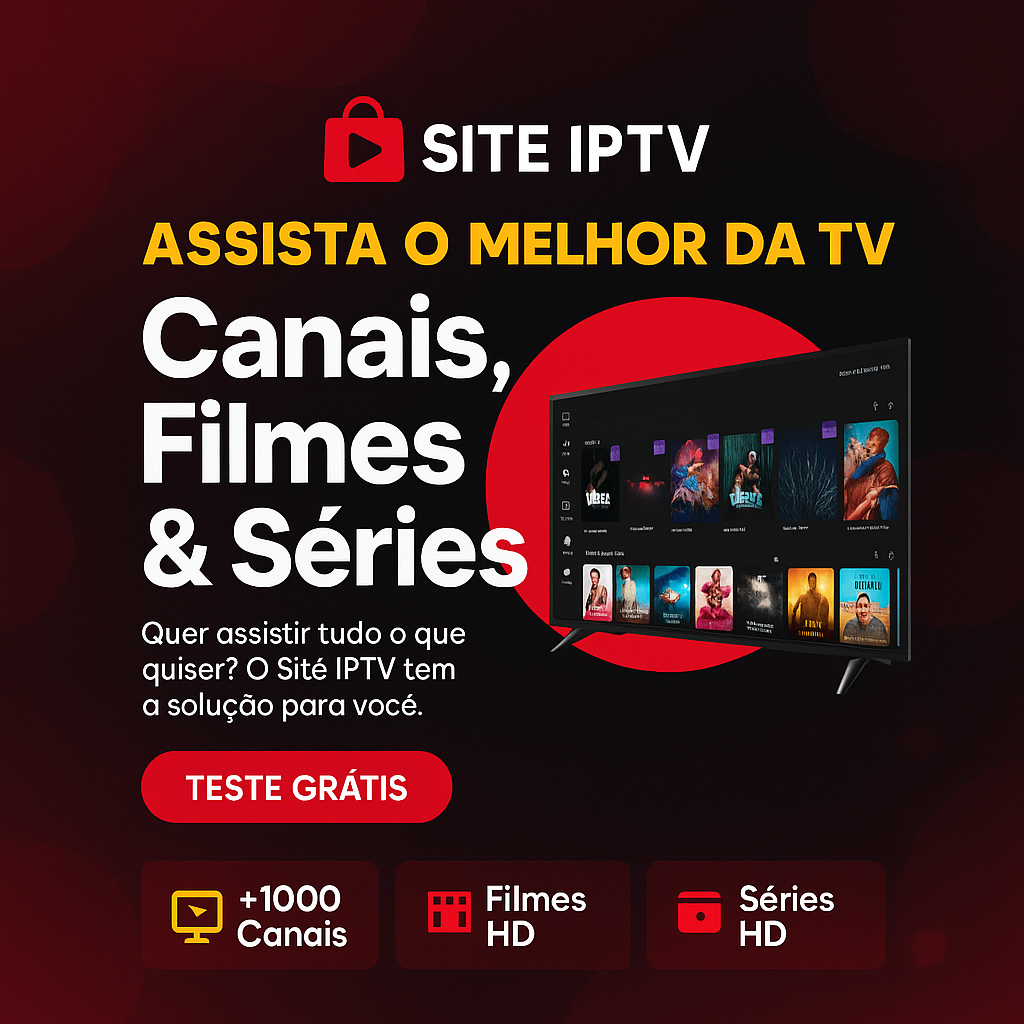 SITE IPTV
ASSISTA O MELHOR DA TV
Canais,
Filmes
& Séries
Quer assistir tudo o que
quiser? O Sité IPTV tem
a solução para vocé.
TESTE GRÁTIS
+1000
Canais
Filmes
HD
Séries
HD